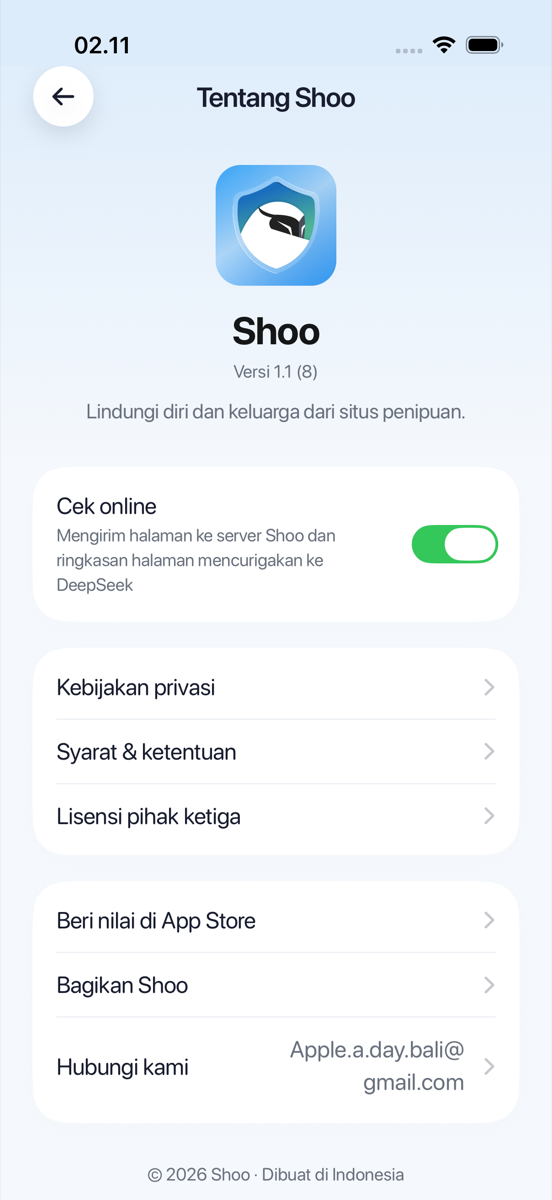 02.11
Tentang Shoo
Shoo
Versi 1.1 (8)
Lindungi diri dan keluarga dari situs penipuan.
Cek online
Mengirim halaman ke server Shoo dan
ringkasan halaman mencurigakan ke
DeepSeek
Kebijakan privasi
Syarat & ketentuan
Lisensi pihak ketiga
Beri nilai di App Store
Bagikan Shoo
Hubungi kami
Apple.a.day.bali@
gmail.com
© 2026 Shoo · Dibuat di Indonesia